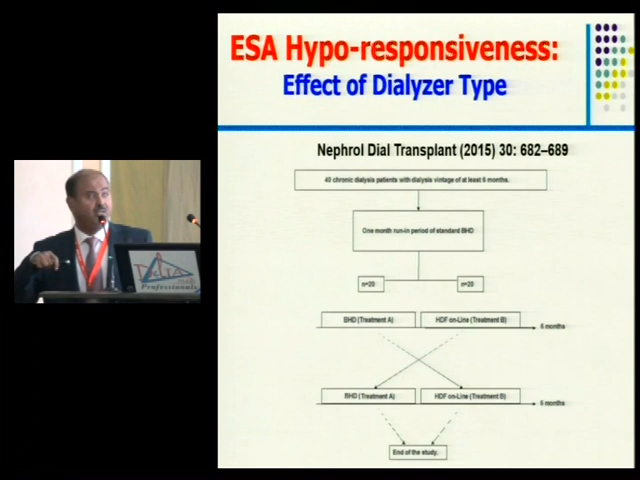 ESA Hypo-responsiveness:
Effect of Dialyzer Type
Nephrol Dial Transplant (2015) 30: 682–689
40 chronic dialysis patients with dialysis vintage of at least 6 months.
One month run-in period of standard BHD
n=20
n=20
BHD (Treatment A)
HDF on-Line (Treatment B)
6 months
BHD (Treatment A)
HDF on-Line (Treatment B)
6 months
End of the study.
Professionals